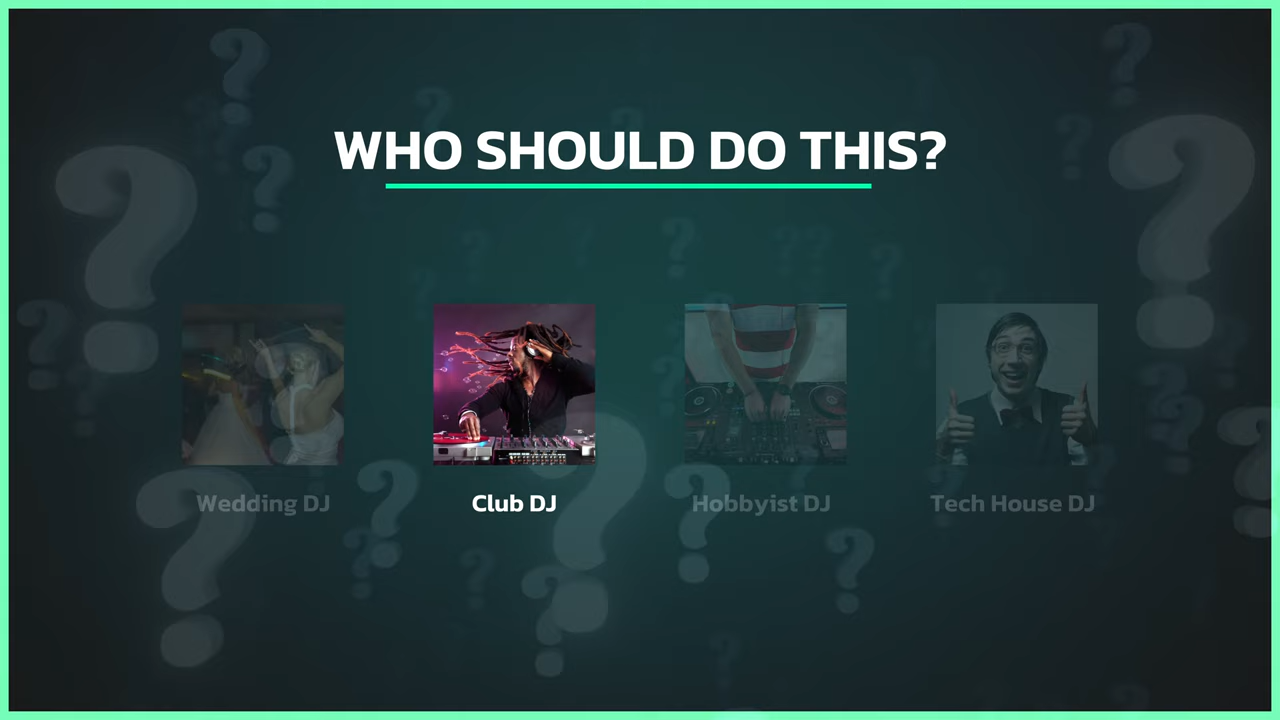 WHO SHOULD DO THIS?
Wedding DJ
Club DJ
Hobbyist DJ
Tech House DJ